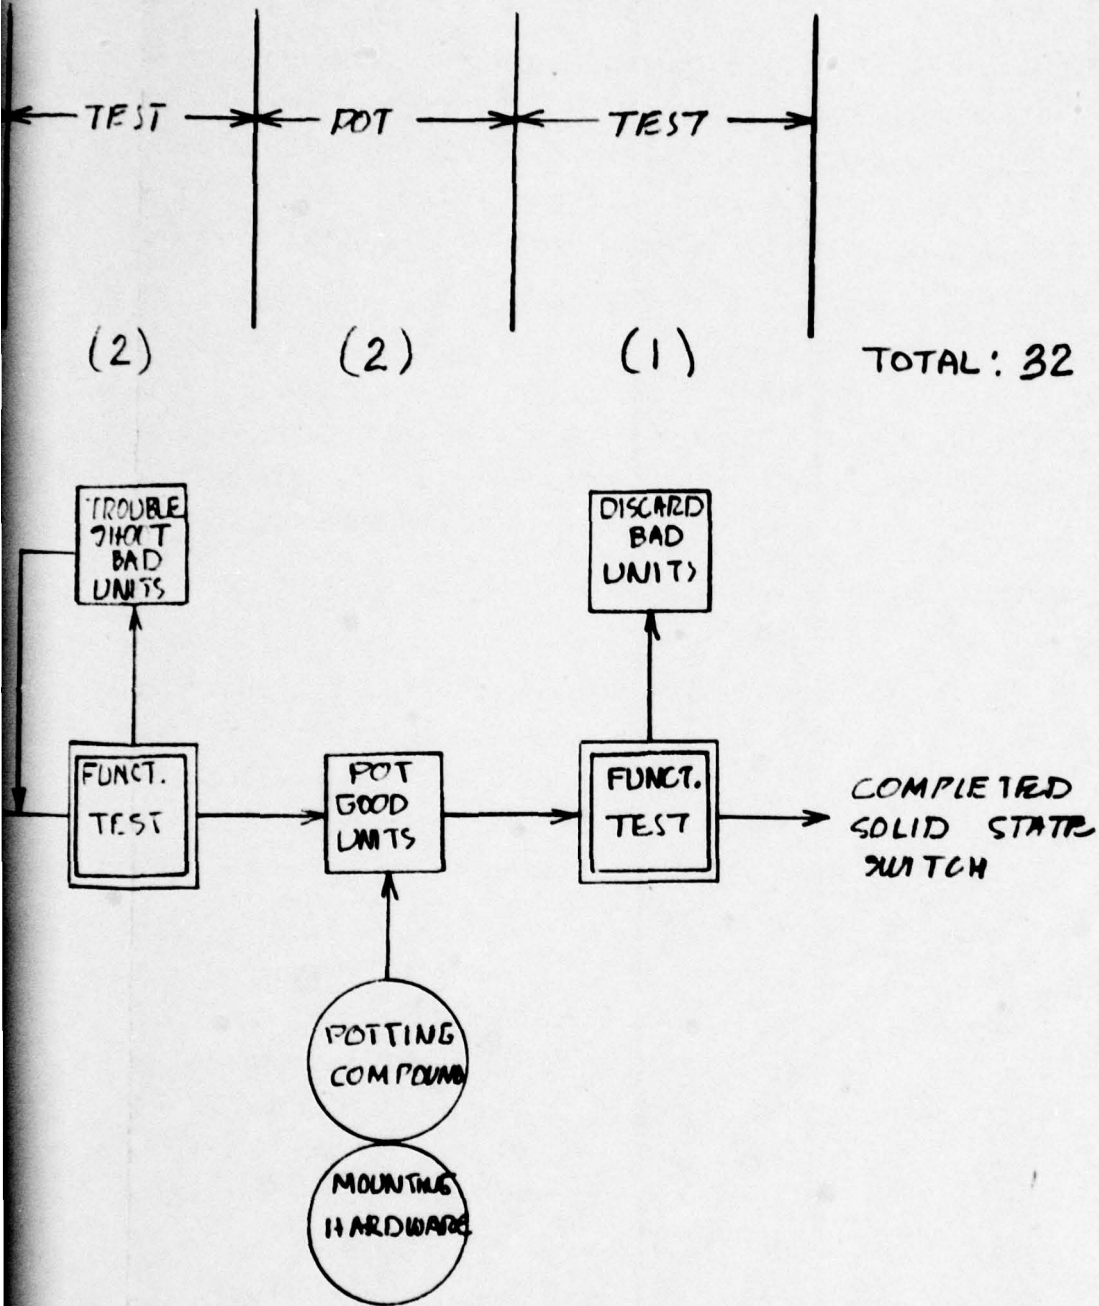 TEST POT TEST
(2) (2) (1) TOTAL: 32
TROUBLE
SHOOT
BAD
UNITS
DISCARD
BAD
UNITS
FUNCT.
TEST
POT
GOOD
UNITS
FUNCT.
TEST
COMPLETED
SOLID STATE
SWITCH
POTTING
COMPOUND
MOUNTING
HARDWARE